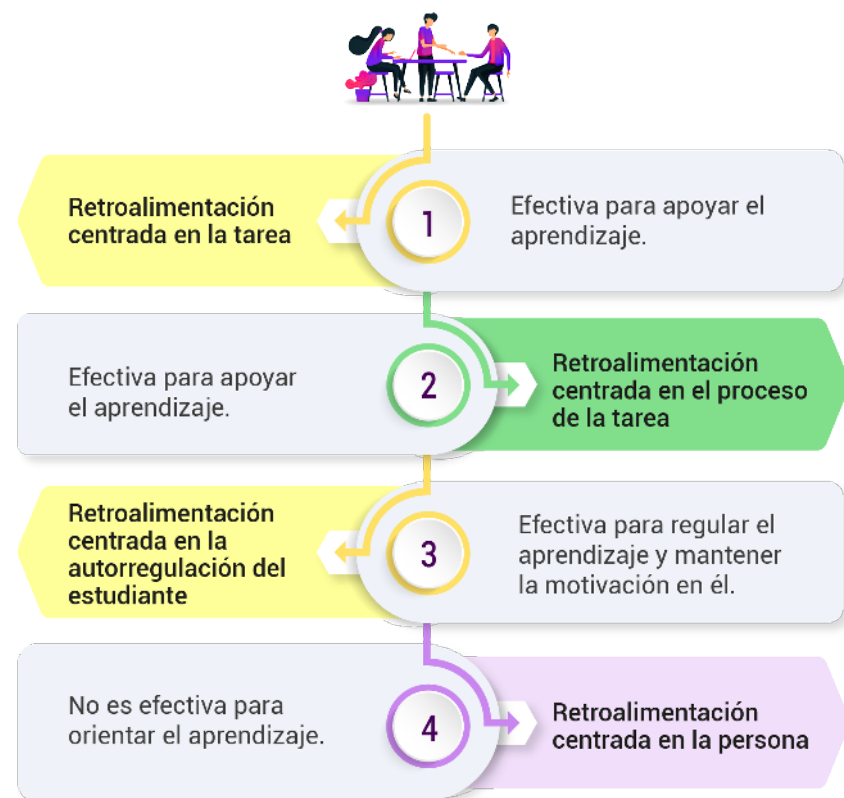 Retroalimentación
centrada en la tarea
1
Efectiva para apoyar el
aprendizaje.
Efectiva para apoyar
el aprendizaje.
2
Retroalimentación
centrada en el proceso
de la tarea
Retroalimentación
centrada en la
autorregulación del
estudiante
3
Efectiva para regular el
aprendizaje y mantener
la motivación en él.
No es efectiva para
orientar el aprendizaje.
4
Retroalimentación
centrada en la persona